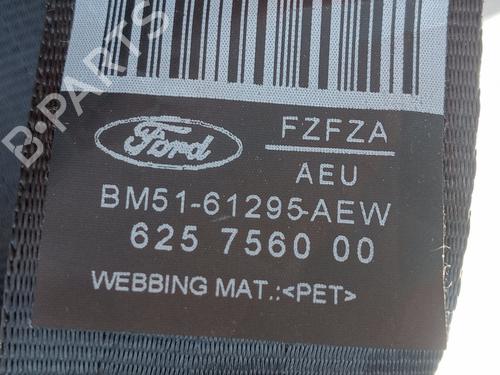 Ford
FZFZA
AEU
BM51-61295-AEW
625 7560 00
WEBBING MAT.:<PET>
B-PARTS